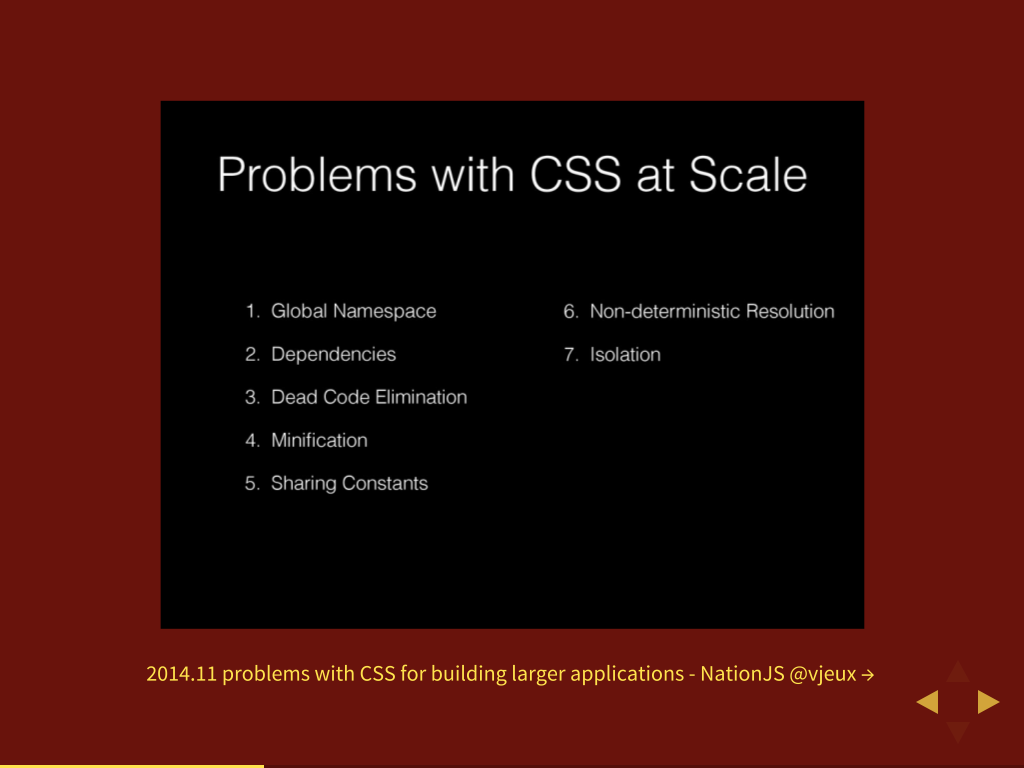 Problems with CSS at Scale
1. Global Namespace
2. Dependencies
3. Dead Code Elimination
4. Minification
5. Sharing Constants
6. Non-deterministic Resolution
7. Isolation
2014.11 problems with CSS for building larger applications - NationJS @vjeux →